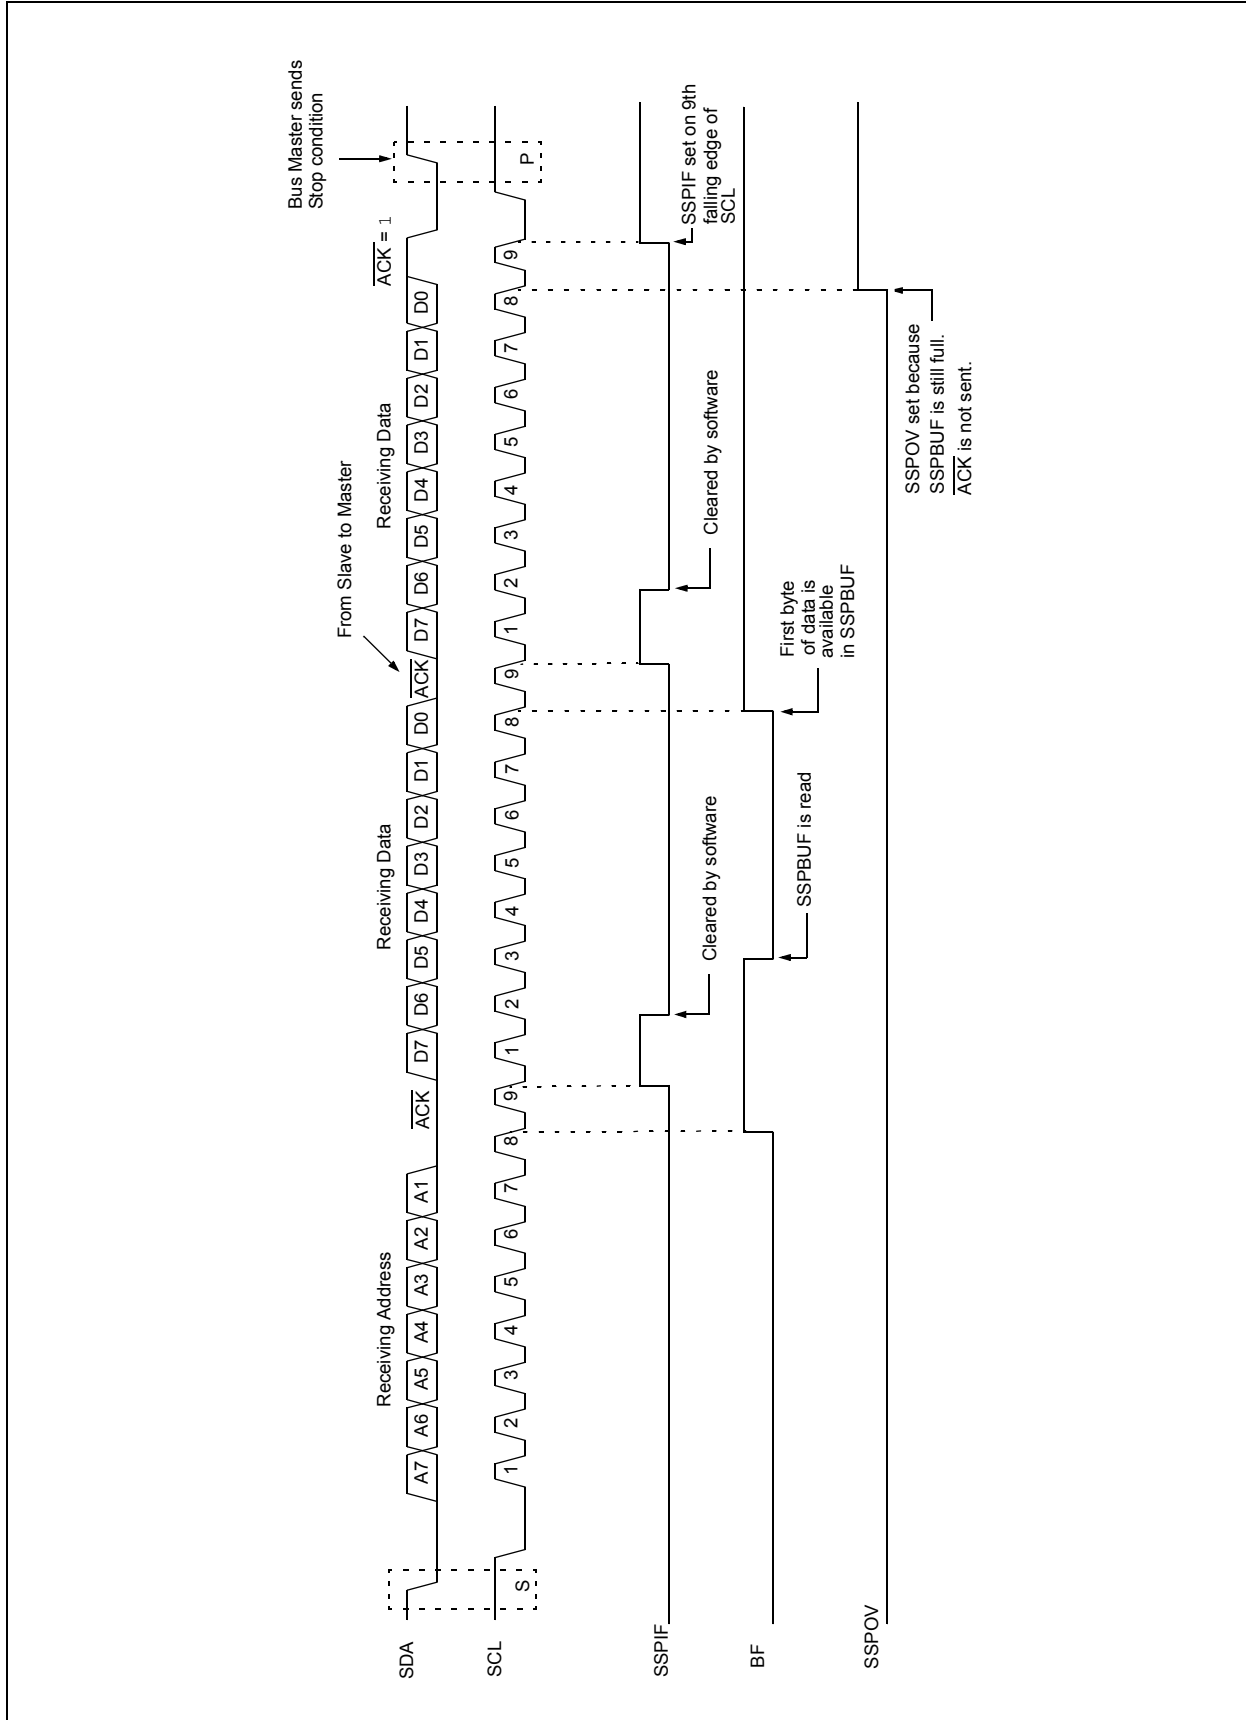 Bus Master sends
Stop condition
From Slave to Master
Receiving Address
Receiving Data
Receiving Data
ACK = 1
SDA
A7 A6 A5 A4 A3 A2 A1 ACK D7 D6 D5 D4 D3 D2 D1 D0 ACK D7 D6 D5 D4 D3 D2 D1 D0
SCL
S 1 2 3 4 5 6 7 8 9 1 2 3 4 5 6 7 8 9 1 2 3 4 5 6 7 8 9 P
SSPIF
Cleared by software
Cleared by software
SSPIF set on 9th
falling edge of
SCL
BF
SSPBUF is read
First byte
of data is
available
in SSPBUF
SSPOV
SSPOV set because
SSPBUF is still full.
ACK is not sent.